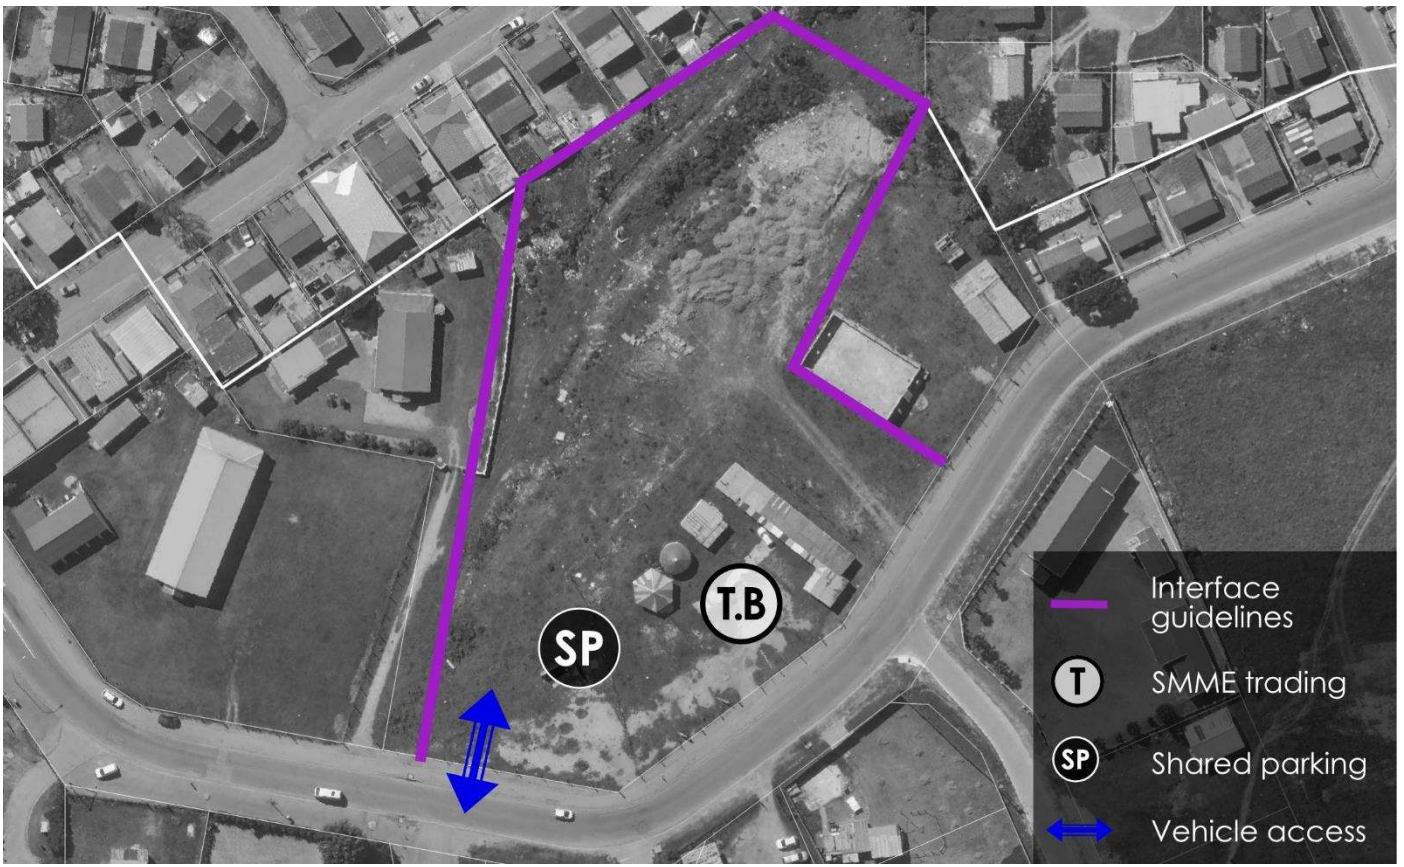 T.B
SP
Interface
guidelines
T
SMME trading
SP
Shared parking
Vehicle access